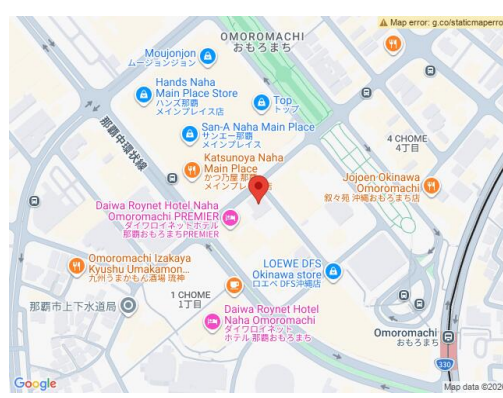 Map error: g.co/staticmaperro
OMOROMACHI
おもろまち
Moujonjon
ムージョンジョン
Hands Naha
Main Place Store
ハンズ那覇
メインプレイス店
Top
トップ
San-A Naha Main Place
サンエー那覇
メインプレイス
那覇中環状線
4 CHOME
4丁目
Katsunoya Naha
Main Place
かつ乃屋 那覇
Jojoen Okinawa
Omoromachi
叙々苑 沖縄おもろまち店
Daiwa Roynet Hotel Naha
Omoromachi PREMIER
ダイワロイネットホテル
那覇おもろまちPREMIER
Omoromachi Izakaya
Kyushu Umakamon...
九州うまかもん酒場 琉神
LOEWE DFS
Okinawa store
ロエベ DFS沖縄店
1 CHOME
1丁目
那覇市上下水道局
Daiwa Roynet Hotel
Naha Omoromachi
ダイワロイネット
ホテル 那覇おもろまち
Omoromachi
おもろまち
330
Google
Map data ©2026